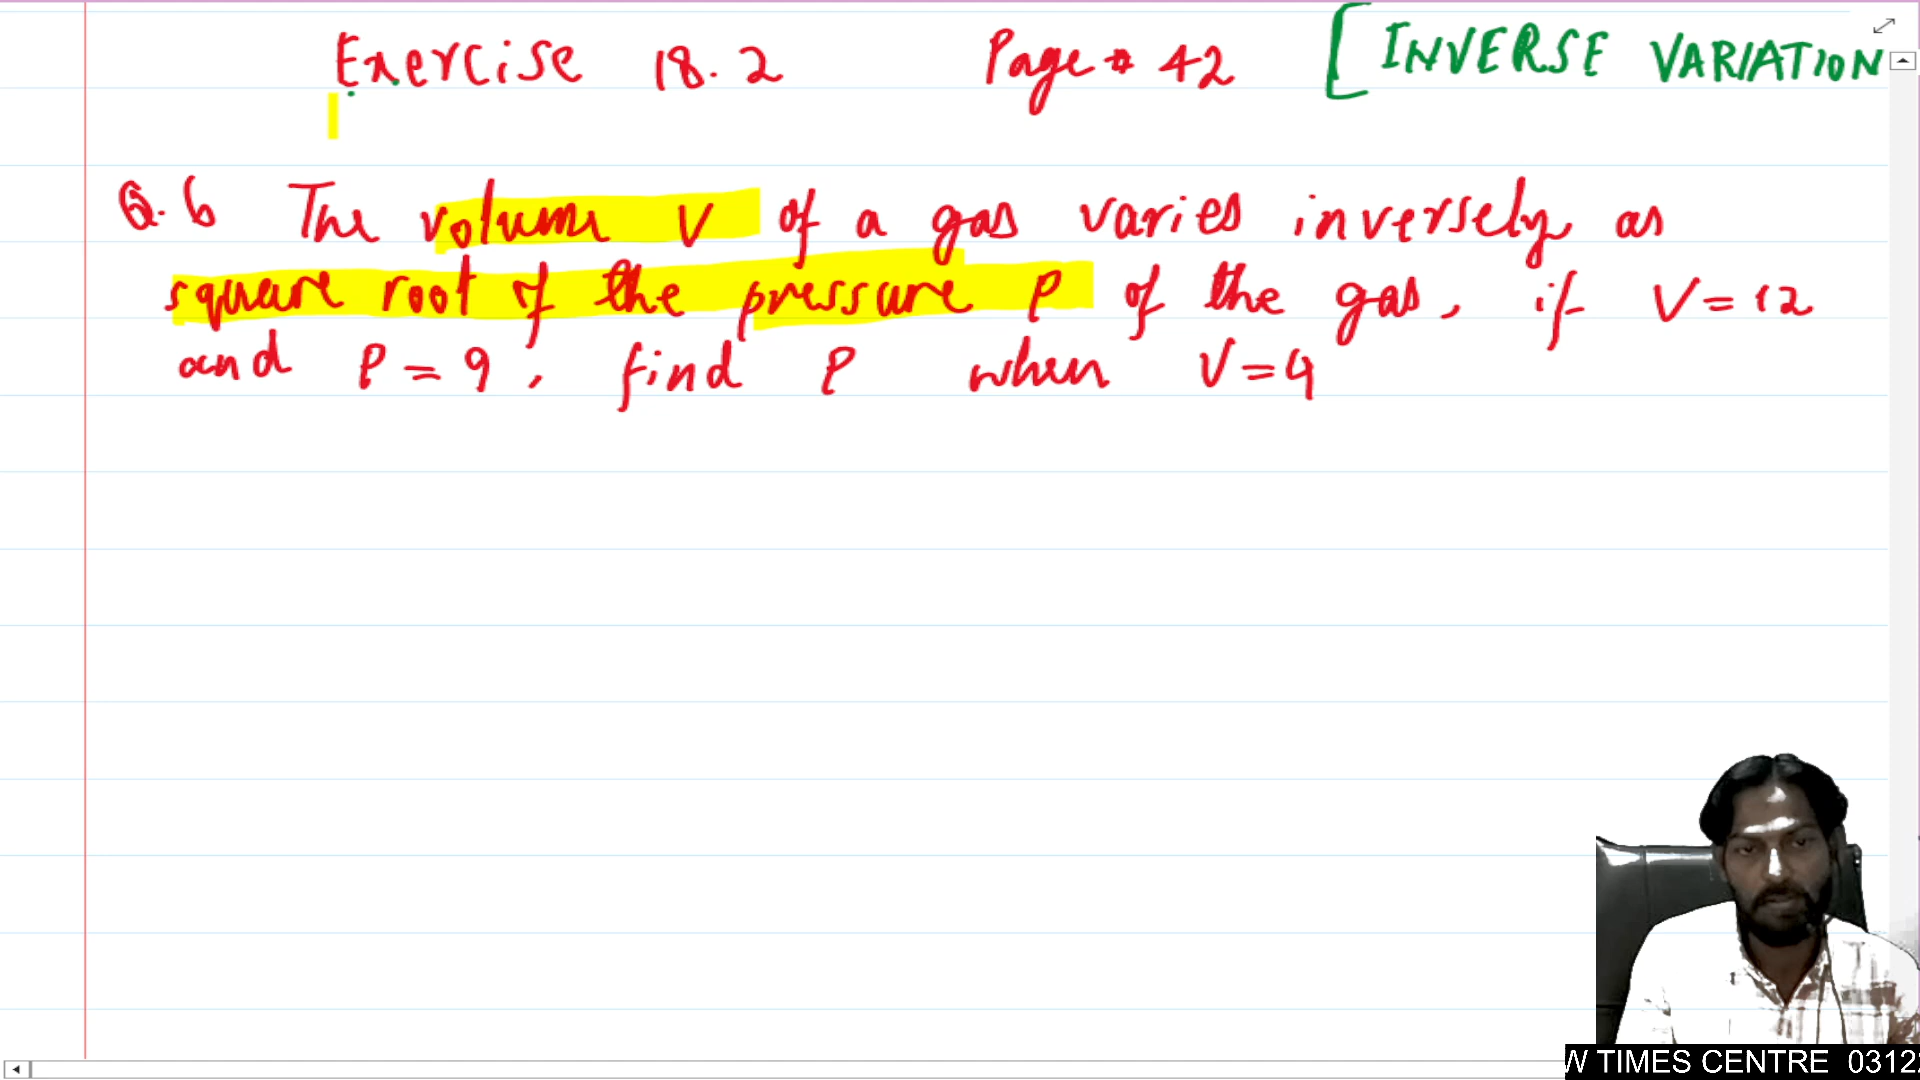 Exercise 18.2 Page # 42 [INVERSE VARIATION
Q.6 The volume V of a gas varies inversely as
square root of the pressure P of the gas, if V=12
and P=9, find P when V=4
W TIMES CENTRE 0312